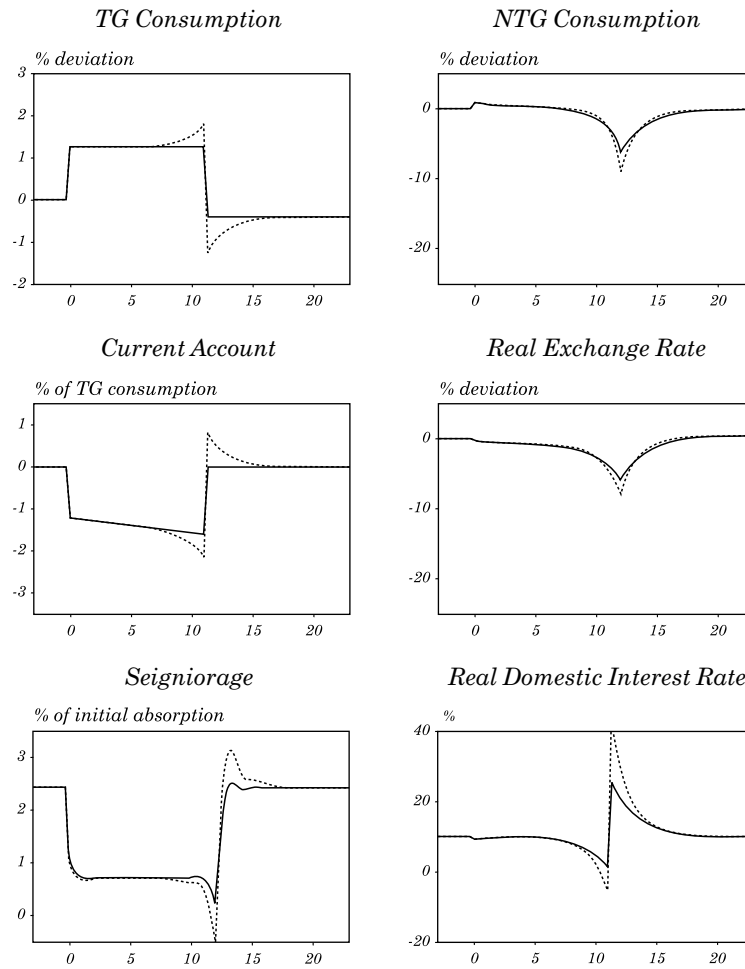 TG Consumption
% deviation
3
2
1
0
-1
-2
0 5 10 15 20
NTG Consumption
% deviation
0
-10
-20
0 5 10 15 20
Current Account
% of TG consumption
1
0
-1
-2
-3
0 5 10 15 20
Real Exchange Rate
% deviation
0
-10
-20
0 5 10 15 20
Seigniorage
% of initial absorption
3
2
1
0
0 5 10 15 20
Real Domestic Interest Rate
%
40
20
0
-20
0 5 10 15 20